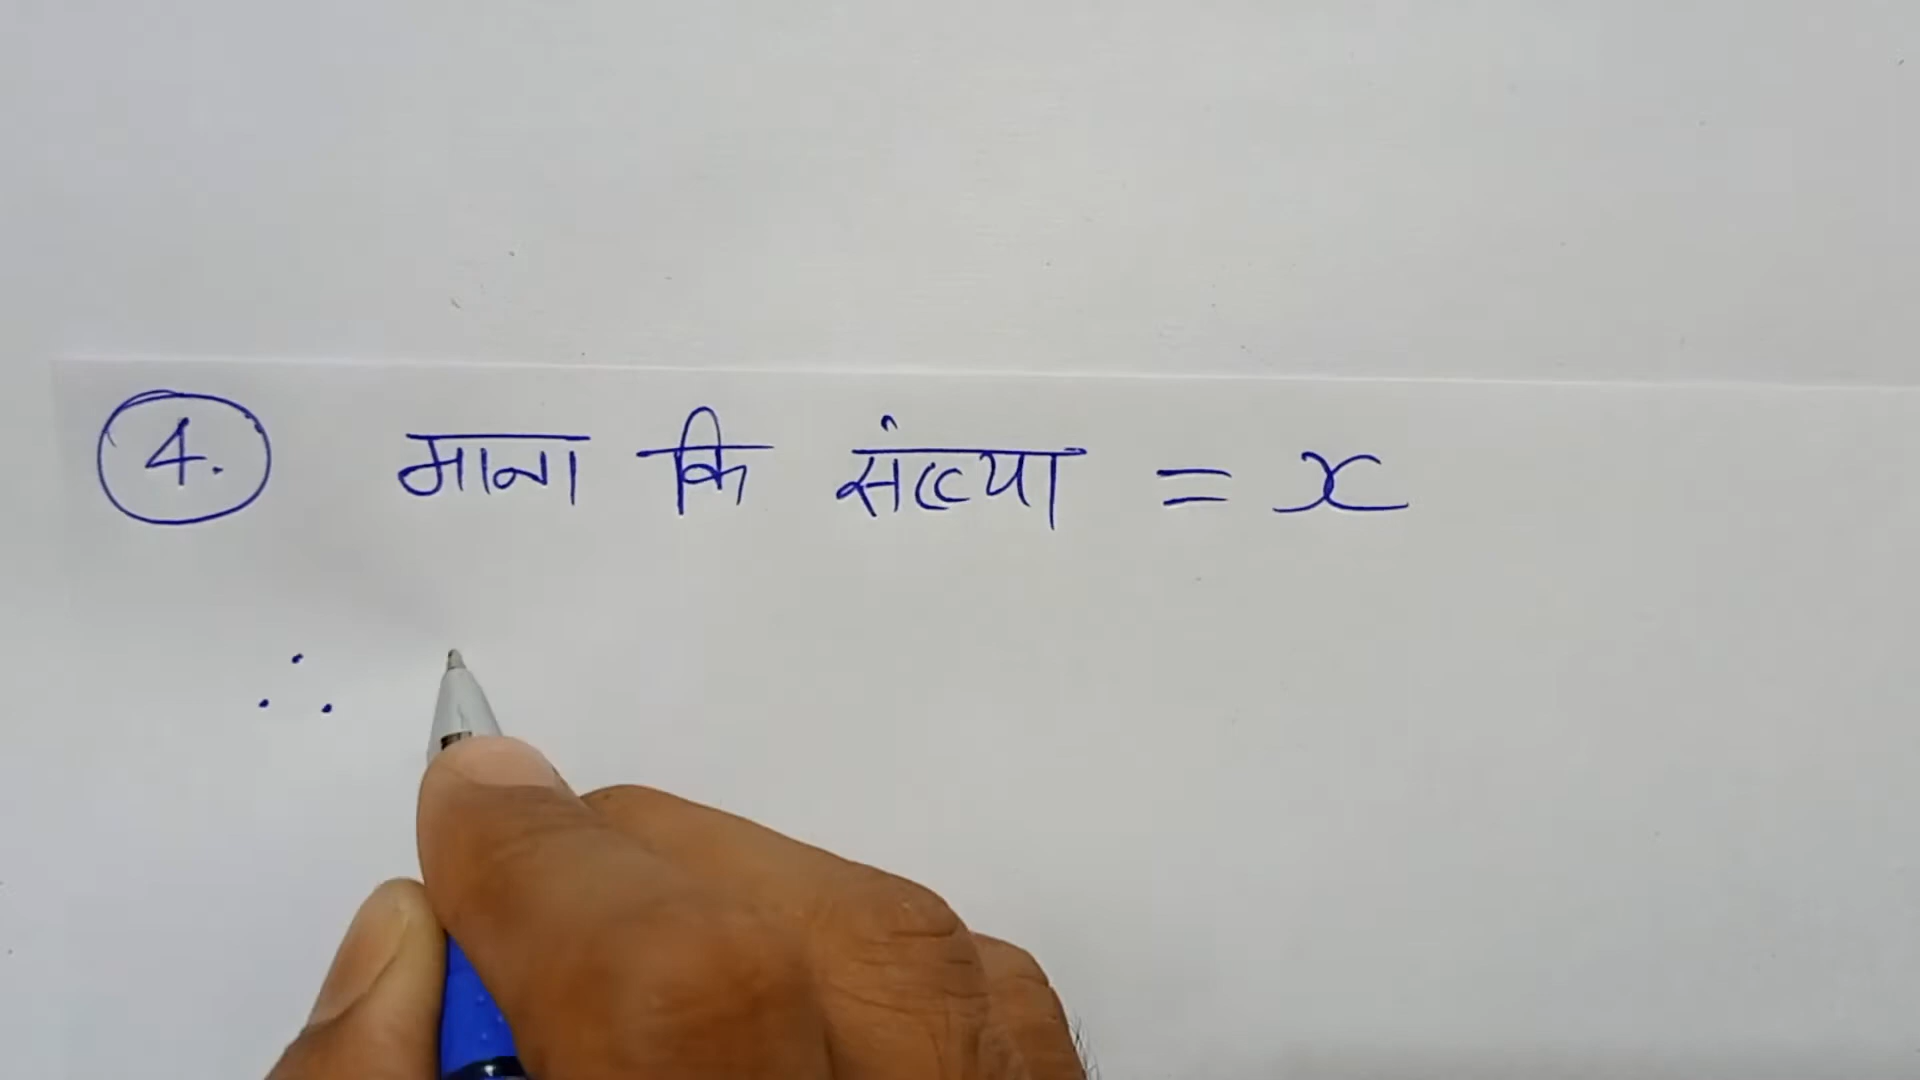 4. माना कि संख्या = x
∴